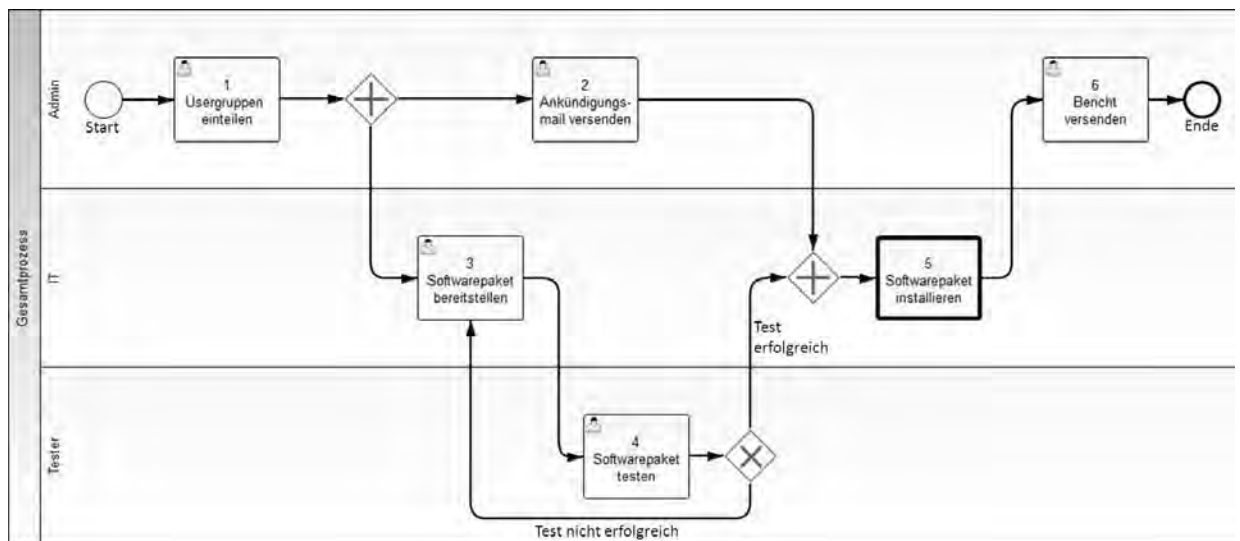 Gesamtprozess
Admin
Start
1
Usergruppen
einteilen
2
Ankündigungs-
mail versenden
6
Bericht
versenden
Ende
IT
3
Softwarepaket
bereitstellen
5
Softwarepaket
installieren
Test
erfolgreich
Tester
4
Softwarepaket
testen
Test nicht erfolgreich